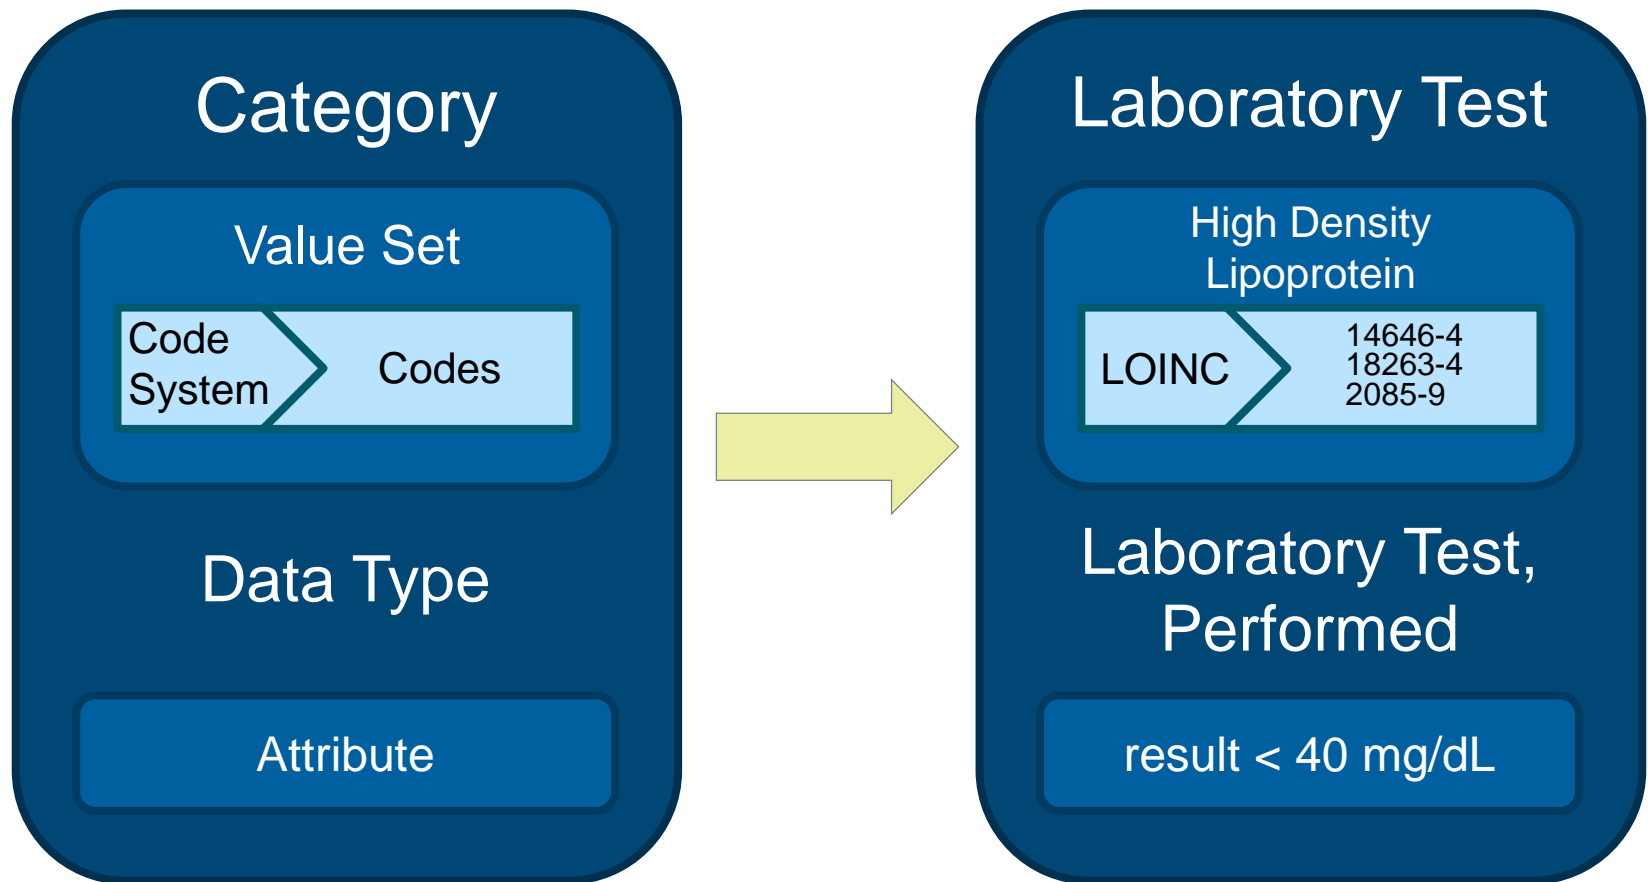 Category
Value Set
Code
System
Codes
Data Type
Attribute
Laboratory Test
High Density
Lipoprotein
LOINC
14646-4
18263-4
2085-9
Laboratory Test,
Performed
result < 40 mg/dL